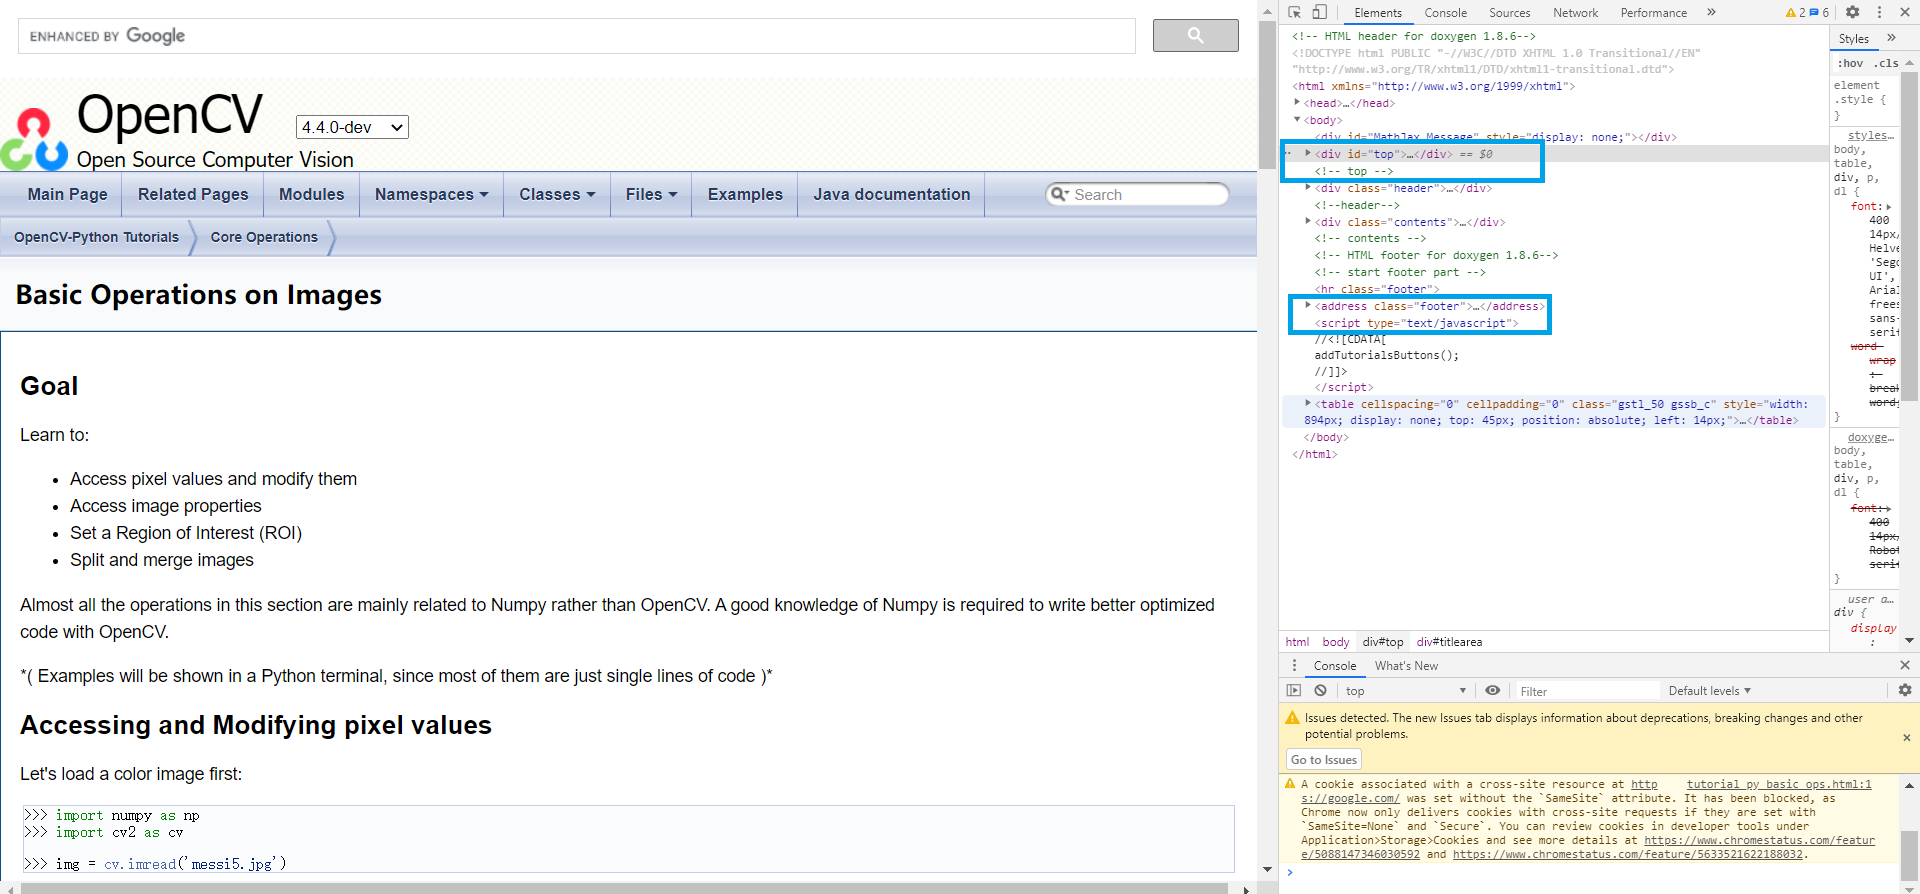 ENHANCED BY Google
OpenCV
4.4.0-dev
Open Source Computer Vision
Main Page
Related Pages
Modules
Namespaces
Classes
Files
Examples
Java documentation
Search
OpenCV-Python Tutorials
Core Operations
Basic Operations on Images
Goal
Learn to:
• Access pixel values and modify them
• Access image properties
• Set a Region of Interest (ROI)
• Split and merge images
Almost all the operations in this section are mainly related to Numpy rather than OpenCV. A good knowledge of Numpy is required to write better optimized
code with OpenCV.
*( Examples will be shown in a Python terminal, since most of them are just single lines of code )*
Accessing and Modifying pixel values
Let's load a color image first:
>>> import numpy as np
>>> import cv2 as cv
>>> img = cv.imread('messi5.jpg')
Elements
Console
Sources
Network
Performance
»
2
6
<!-- HTML header for doxygen 1.8.6-->
<!DOCTYPE html PUBLIC "-//W3C//DTD XHTML 1.0 Transitional//EN"
"http://www.w3.org/TR/xhtml1/DTD/xhtml1-transitional.dtd">
<html xmlns="http://www.w3.org/1999/xhtml">
<head>…</head>
<body>
<div id="MathJax_Message" style="display: none;"></div>
<div id="top">…</div> == $0
<!-- top -->
<div class="header">…</div>
<!--header-->
<div class="contents">…</div>
<!-- contents -->
<!-- HTML footer for doxygen 1.8.6-->
<!-- start footer part -->
<hr class="footer">
<address class="footer">…</address>
<script type="text/javascript">
//<![CDATA[
addTutorialsButtons();
//]]>
</script>
<table cellspacing="0" cellpadding="0" class="gstl_50 gssb_c" style="width:
894px; display: none; top: 45px; position: absolute; left: 14px;">…</table>
</body>
</html>
html body div#top div#titlearea
Styles
»
:hov .cls
element
.style {
}
styles…
body,
table,
div, p,
dl {
font:
400
14px/
Helve
'Sego
UI',
Arial
frees
sans-
serif
word-
wrap
:
break
word;
}
doxyge…
body,
table,
div, p,
dl {
font:
400
14px,
Robot
serif
}
user a…
div {
display
:
Console
What's New
top
Filter
Default levels
Issues detected. The new Issues tab displays information about deprecations, breaking changes and other
potential problems.
Go to Issues
A cookie associated with a cross-site resource at http tutorial_py_basic_ops.html:1
s://google.com/ was set without the `SameSite` attribute. It has been blocked, as
Chrome now only delivers cookies with cross-site requests if they are set with
`SameSite=None` and `Secure`. You can review cookies in developer tools under
Application>Storage>Cookies and see more details at https://www.chromestatus.com/featur
e/5088147346030592 and https://www.chromestatus.com/feature/5633521622188032.
>